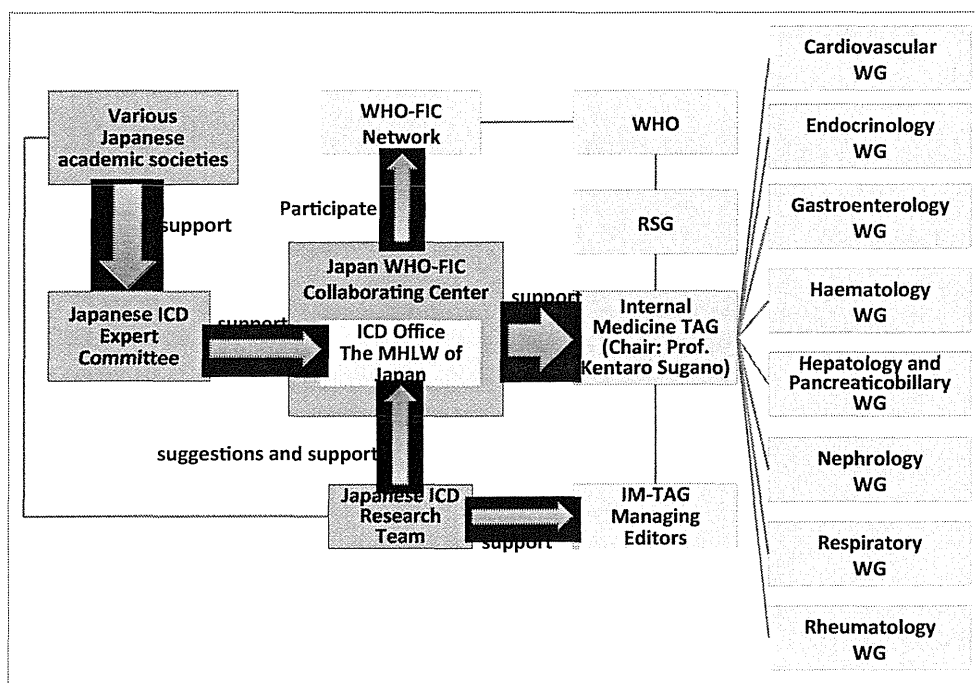 Various
Japanese
academic societies
support
Japanese ICD
Expert
Committee
support
WHO-FIC
Network
Participate
Japan WHO-FIC
Collaborating Center
ICD Office
The MHLW of
Japan
support
suggestions and support
Japanese ICD
Research
Team
support
WHO
RSG
Internal
Medicine TAG
(Chair: Prof.
Kentaro Sugano)
IM-TAG
Managing
Editors
Cardiovascular
WG
Endocrinology
WG
Gastroenterology
WG
Haematology
WG
Hepatology and
Pancreaticobillary
WG
Nephrology
WG
Respiratory
WG
Rheumatology
WG